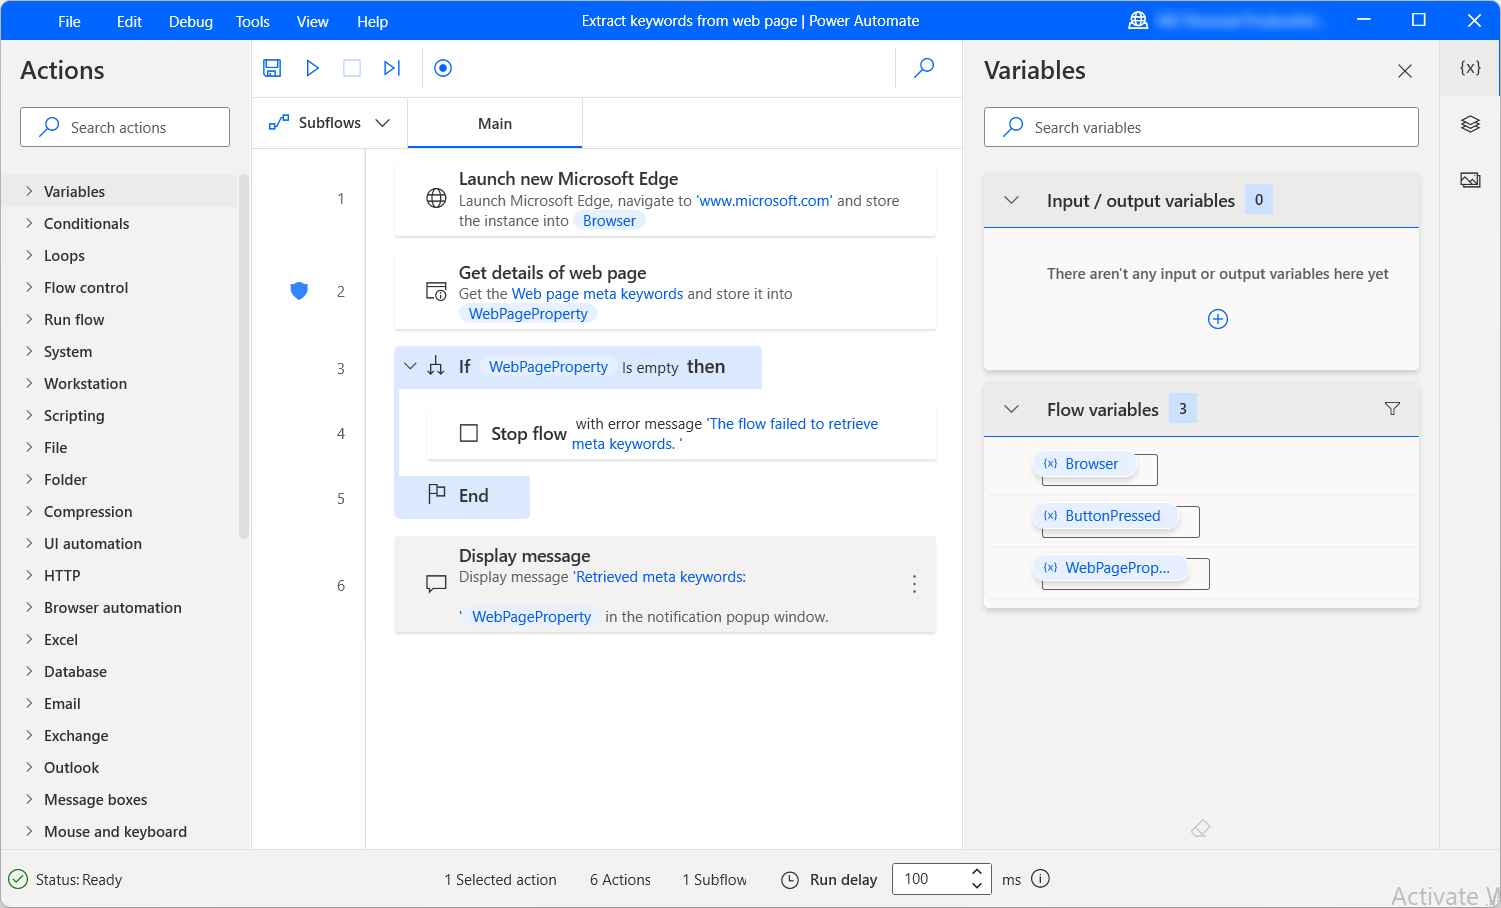 File Edit Debug Tools View Help Extract keywords from web page | Power Automate
Actions
Search actions
Variables
Conditionals
Loops
Flow control
Run flow
System
Workstation
Scripting
File
Folder
Compression
UI automation
HTTP
Browser automation
Excel
Database
Email
Exchange
Outlook
Message boxes
Mouse and keyboard
Subflows Main
1
Launch new Microsoft Edge
Launch Microsoft Edge, navigate to 'www.microsoft.com' and store
the instance into Browser
2
Get details of web page
Get the Web page meta keywords and store it into
WebPageProperty
3 If WebPageProperty Is empty then
4 Stop flow with error message 'The flow failed to retrieve
meta keywords. '
5 End
6
Display message
Display message 'Retrieved meta keywords:
' WebPageProperty in the notification popup window.
Variables {x}
Search variables
Input / output variables 0
There aren't any input or output variables here yet
Flow variables 3
{x} Browser
{x} ButtonPressed
{x} WebPageProp...
Status: Ready 1 Selected action 6 Actions 1 Subflow Run delay 100 ms
Activate W